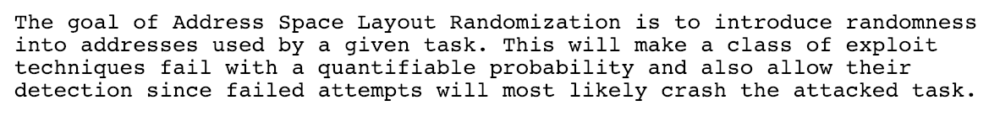 The goal of Address Space Layout Randomization is to introduce randomness
into addresses used by a given task. This will make a class of exploit
techniques fail with a quantifiable probability and also allow their
detection since failed attempts will most likely crash the attacked task.